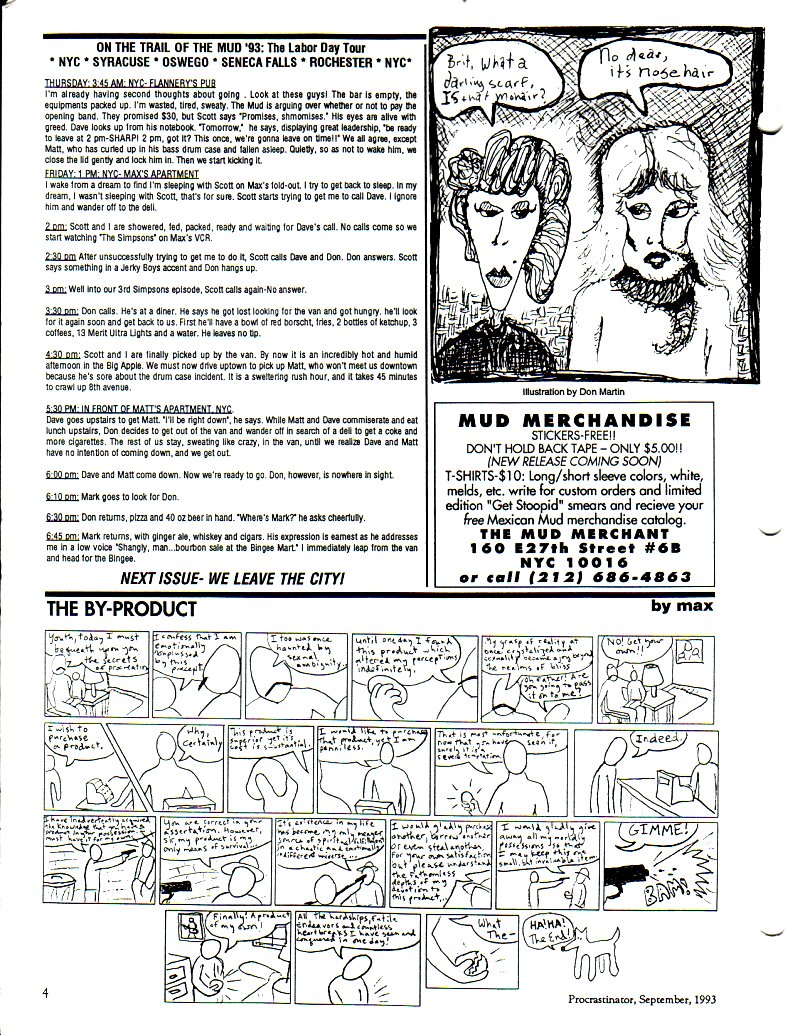 ON THE TRAIL OF THE MUD '93: The Labor Day Tour
* NYC * SYRACUSE * OSWEGO * SENECA FALLS * ROCHESTER * NYC*
THURSDAY: 3:45 AM: NYC- FLANNERY'S PUB
I'm already having second thoughts about going . Look at these guys! The bar is empty, the
equipments packed up. I'm wasted, tired, sweaty. The Mud is arguing over whether or not to pay the
opening band. They promised $30, but Scott says "Promises, shmomises." His eyes are alive with
greed. Dave looks up from his notebook. "Tomorrow," he says, displaying great leadership, "be ready
to leave at 2 pm-SHARP! 2 pm, got it? This once, we're gonna leave on time!!" We all agree, except
Matt, who has curled up in his bass drum case and fallen asleep. Quietly, so as not to wake him, we
close the lid gently and lock him in. Then we start kicking it.
FRIDAY: 1 PM: NYC- MAX'S APARTMENT
I wake from a dream to find I'm sleeping with Scott on Max's fold-out. I try to get back to sleep. In my
dream, I wasn't sleeping with Scott, that's for sure. Scott starts trying to get me to call Dave. I ignore
him and wander off to the deli.
2 pm: Scott and I are showered, fed, packed, ready and waiting for Dave's call. No calls come so we
start watching "The Simpsons" on Max's VCR.
2:30 pm After unsuccessfully trying to get me to do it, Scott calls Dave and Don. Don answers. Scott
says something in a Jerky Boys accent and Don hangs up.
3 pm: Well into our 3rd Simpsons episode, Scott calls again-No answer.
3:30 pm: Don calls. He's at a diner. He says he got lost looking for the van and got hungry. he'll look
for it again soon and get back to us. First he'll have a bowl of red borscht, fries, 2 bottles of ketchup, 3
coffees, 13 Merit Ultra Lights and a water. He leaves no tip.
4:30 pm: Scott and I are finally picked up by the van. By now it is an incredibly hot and humid
afternoon in the Big Apple. We must now drive uptown to pick up Matt, who won't meet us downtown
because he's sore about the drum case incident. It is a sweltering rush hour, and it takes 45 minutes
to crawl up 8th avenue.
5:30 PM: IN FRONT OF MATT'S APARTMENT, NYC.
Dave goes upstairs to get Matt. "I'll be right down", he says. While Matt and Dave commiserate and eat
lunch upstairs, Don decides to get out of the van and wander off in search of a deli to get a coke and
more cigarettes. The rest of us stay, sweating like crazy, in the van, until we realize Dave and Matt
have no intention of coming down, and we get out.
6:00 pm: Dave and Matt come down. Now we're ready to go. Don, however, is nowhere in sight.
6:10 pm: Mark goes to look for Don.
6:30 pm: Don returns, pizza and 40 oz beer in hand. "Where's Mark?" he asks cheerfully.
6:45 pm: Mark returns, with ginger ale, whiskey and cigars. His expression is earnest as he addresses
me in a low voice "Shangly, man...bourbon sale at the Bingee Mart." I immediately leap from the van
and head for the Bingee.
NEXT ISSUE- WE LEAVE THE CITY!
Brit, what a
darling scarf,
IS that mohair?
No dear,
it's nosehair
Illustration by Don Martin
MUD MERCHANDISE
STICKERS-FREE!!
DON'T HOLD BACK TAPE – ONLY $5.00!!
(NEW RELEASE COMING SOON)
T-SHIRTS-$10: Long/short sleeve colors, white,
melds, etc. write for custom orders and limited
edition "Get Stoopid" smears and recieve your
free Mexican Mud merchandise catalog.
THE MUD MERCHANT
160 E27th Street #6B
NYC 10016
or call (212) 686-4863
THE BY-PRODUCT
by max
Youth, today I must
bequeath upon you
the secrets
of procreation
I confess that I am
emotionally
nonplussed
by this
precept.
I too was once
haunted by
sexual
ambiguity.
until one day I found
this product which
altered my perceptions
indefinitely.
My grasp of reality at
once crystalized and
carnality became a joy beyond
the realms of bliss
Oh Father! Are
you going to pass
it on to me?
NO! Get your
own!!
I wish to
purchase
a product.
Why,
Certainly
This product is
superior yet it's
cost is substantial.
I would like to purchase
that product, yet I am
penniless.
That is most unfortunate, for
now that you have seen it,
surely it is a
severe temptation.
Indeed.
I have inadvertently acquired
the knowledge that you have a
product in your possession. I
must have it for my own.
You are correct in your
assertation. However,
sir, my product is my
only means of survival...
It's existence in my life
has become my only meager
source of spiritual fulfillment
in a chaotic and emotionally
indifferent universe...
I would gladly purchase
another, borrow another
or even steal another
for your own satisfaction
but please understand
the fathomless
depths of my
devotion to
this product...
I would gladly give
away all my worldly
possessions so that
I may keep this one
small, but invaluable item.
GIMME!
BAM!
Finally! A product
of my own!
All the hardships, futile
endeavors and countless
heartbreaks I have seen and
conquered in one day!
What
The-
HA! HA!
The End!
4
Procrastinator, September, 1993